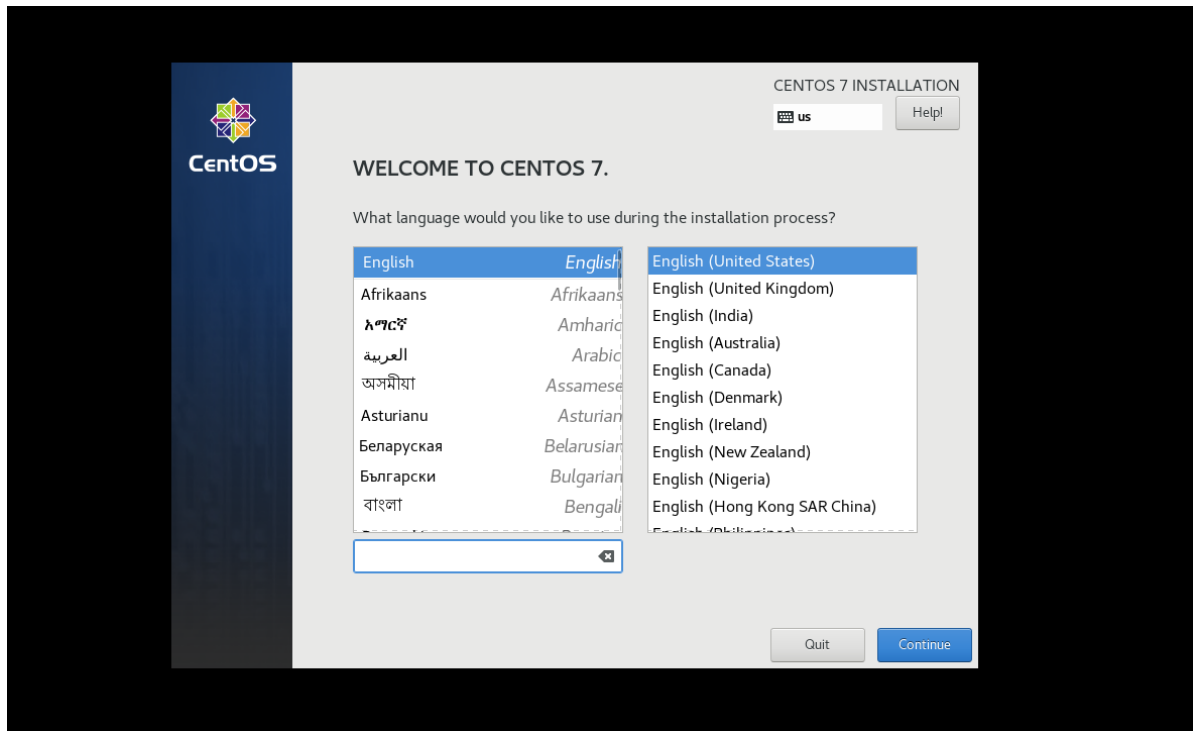 CentOS
CENTOS 7 INSTALLATION
us
Help!
WELCOME TO CENTOS 7.
What language would you like to use during the installation process?
English English
Afrikaans Afrikaans
አማርኛ Amharic
العربية Arabic
অসমীয়া Assamese
Asturianu Asturian
Беларуская Belarusian
Български Bulgarian
বাংলা Bengali
English (United States)
English (United Kingdom)
English (India)
English (Australia)
English (Canada)
English (Denmark)
English (Ireland)
English (New Zealand)
English (Nigeria)
English (Hong Kong SAR China)
English (Philippines)
Quit
Continue